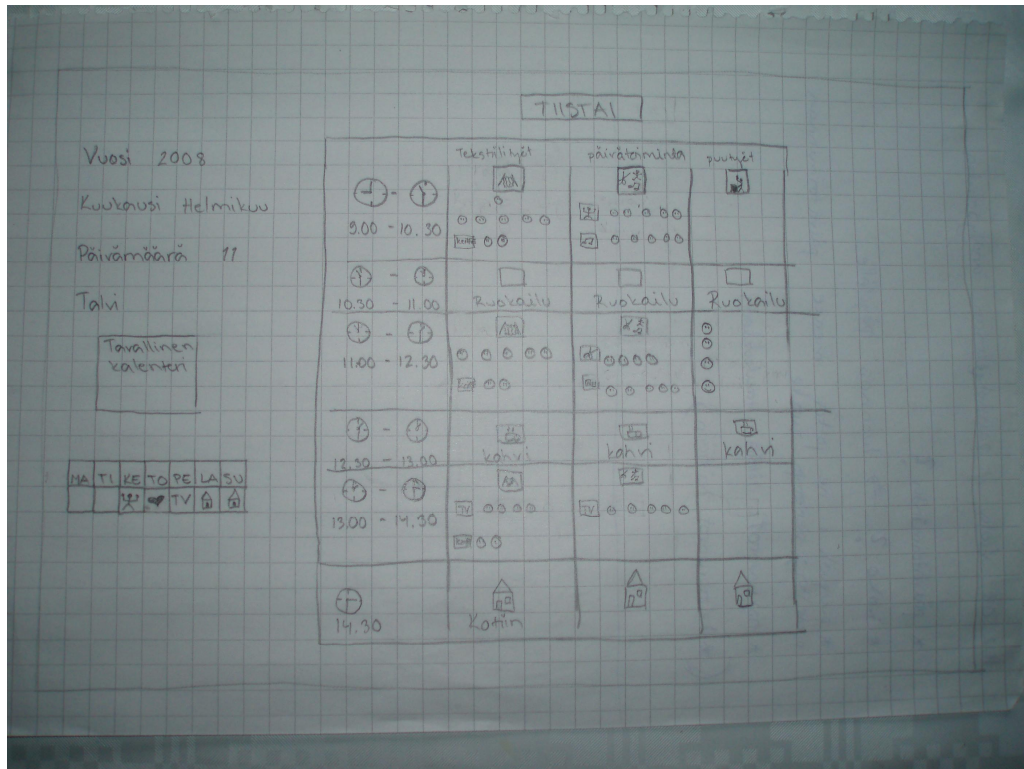 TIISTAI
Vuosi 2008
Kuukausi Helmikuu
Päivämäärä 11
Talvi
Tavallinen
kalenteri
MA TI KE TO PE LA SU
TV
Tekstiilityöt päivätoiminta puutyöt
9.00 - 10.30
10.30 - 11.00 Ruokailu Ruokailu Ruokailu
11.00 - 12.30
12.30 - 13.00 kahvi kahvi kahvi
13.00 - 14.30
TV TV
14.30 Kotiin